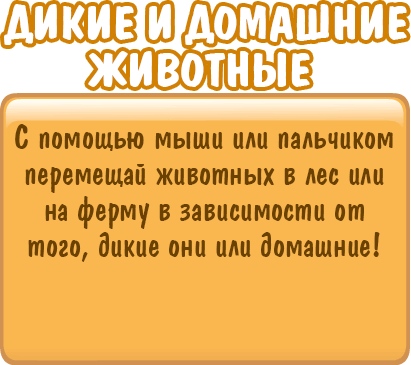 ДИКИЕ И ДОМАШНИЕ
ЖИВОТНЫЕ
С помощью мыши или пальчиком
перемещай животных в лес или
на ферму в зависимости от
того, дикие они или домашние!